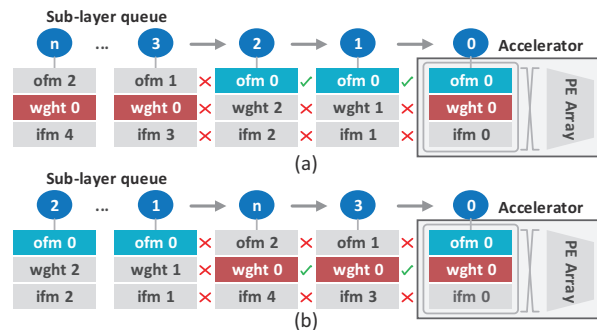 Sub-layer queue
n ... 3 2 1 0 Accelerator
ofm 2 ofm 1 ofm 0 ofm 0 ofm 0
wght 0 wght 0 wght 2 wght 1 wght 0
ifm 4 ifm 3 ifm 2 ifm 1 ifm 0
PE Array
(a)
Sub-layer queue
2 ... 1 n 3 0 Accelerator
ofm 0 ofm 0 ofm 2 ofm 1 ofm 0
wght 2 wght 1 wght 0 wght 0 wght 0
ifm 2 ifm 1 ifm 4 ifm 3 ifm 0
PE Array
(b)